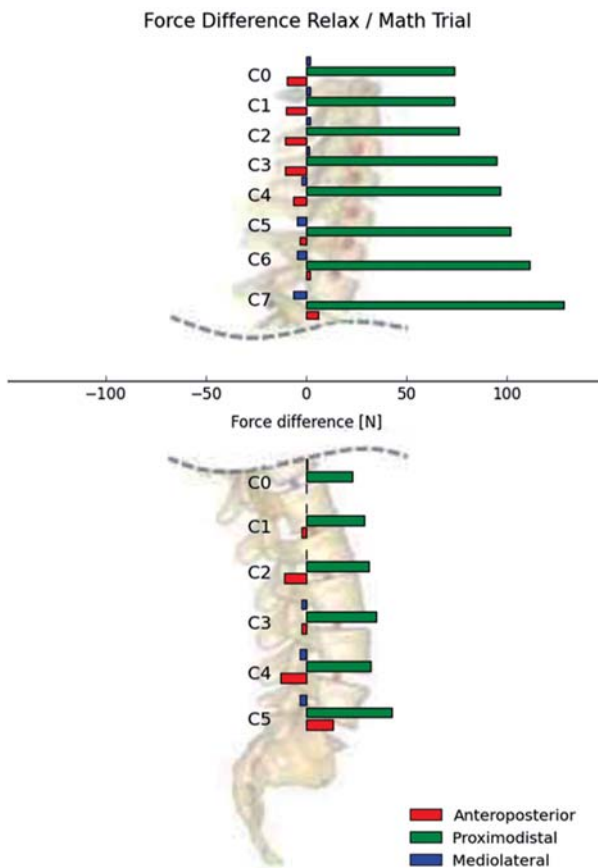 Force Difference Relax / Math Trial
C0
C1
C2
C3
C4
C5
C6
C7
−100 −50 0 50 100
Force difference [N]
C0
C1
C2
C3
C4
C5
Anteroposterior
Proximodistal
Mediolateral